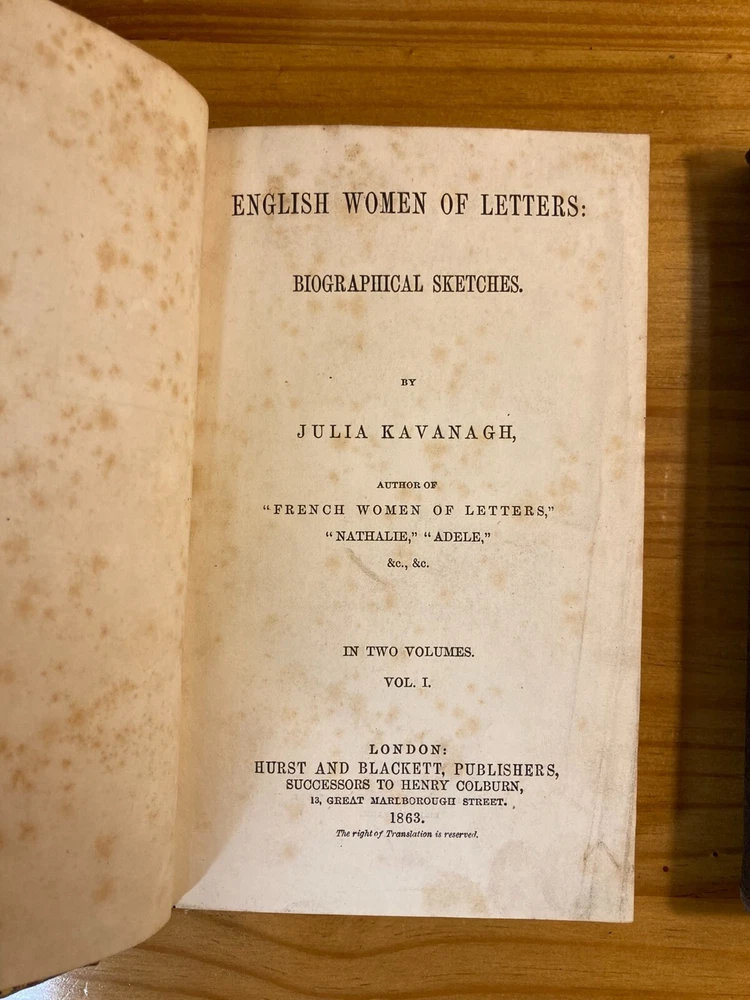 ENGLISH WOMEN OF LETTERS:
BIOGRAPHICAL SKETCHES.
BY
JULIA KAVANAGH,
AUTHOR OF
“FRENCH WOMEN OF LETTERS,”
“NATHALIE,” “ADELE,”
&c., &c.
IN TWO VOLUMES.
VOL. I.
LONDON:
HURST AND BLACKETT, PUBLISHERS,
SUCCESSORS TO HENRY COLBURN,
13, GREAT MARLBOROUGH STREET.
1863.
The right of Translation is reserved.